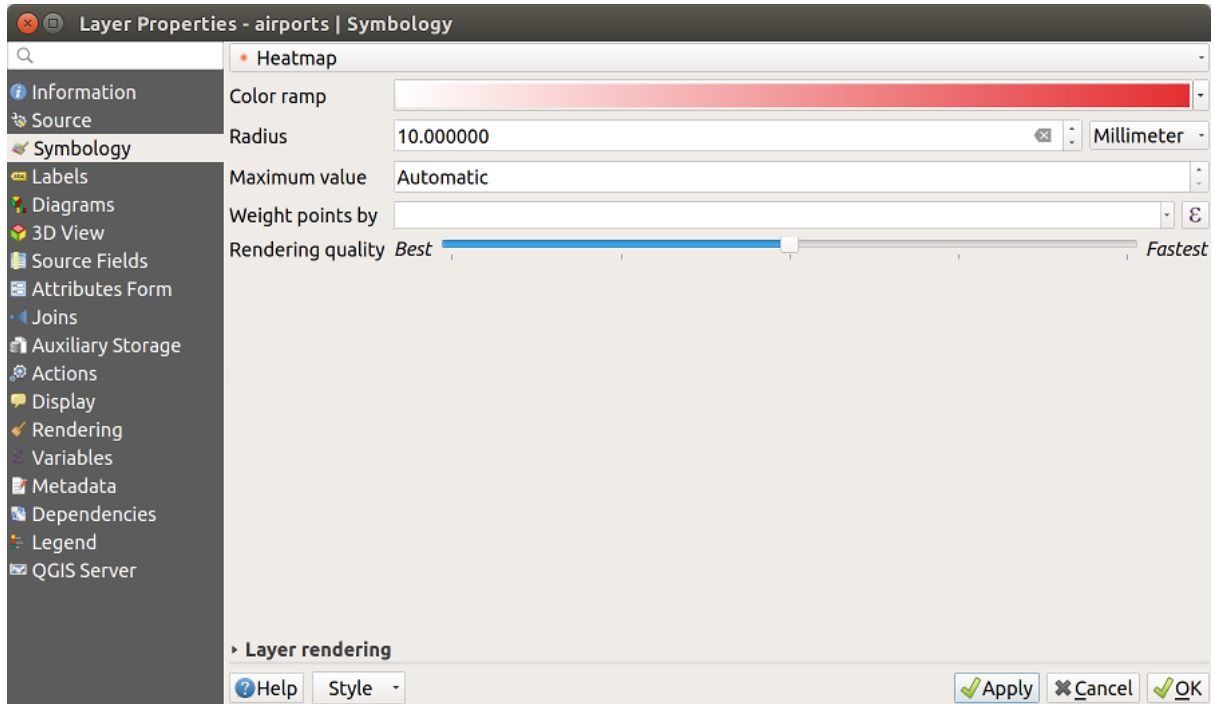 Layer Properties - airports | Symbology
Heatmap
Information
Source
Symbology
Labels
Diagrams
3D View
Source Fields
Attributes Form
Joins
Auxiliary Storage
Actions
Display
Rendering
Variables
Metadata
Dependencies
Legend
QGIS Server
Color ramp
Radius 10.000000 Millimeter
Maximum value Automatic
Weight points by ε
Rendering quality Best Fastest
Layer rendering
Help Style Apply Cancel OK